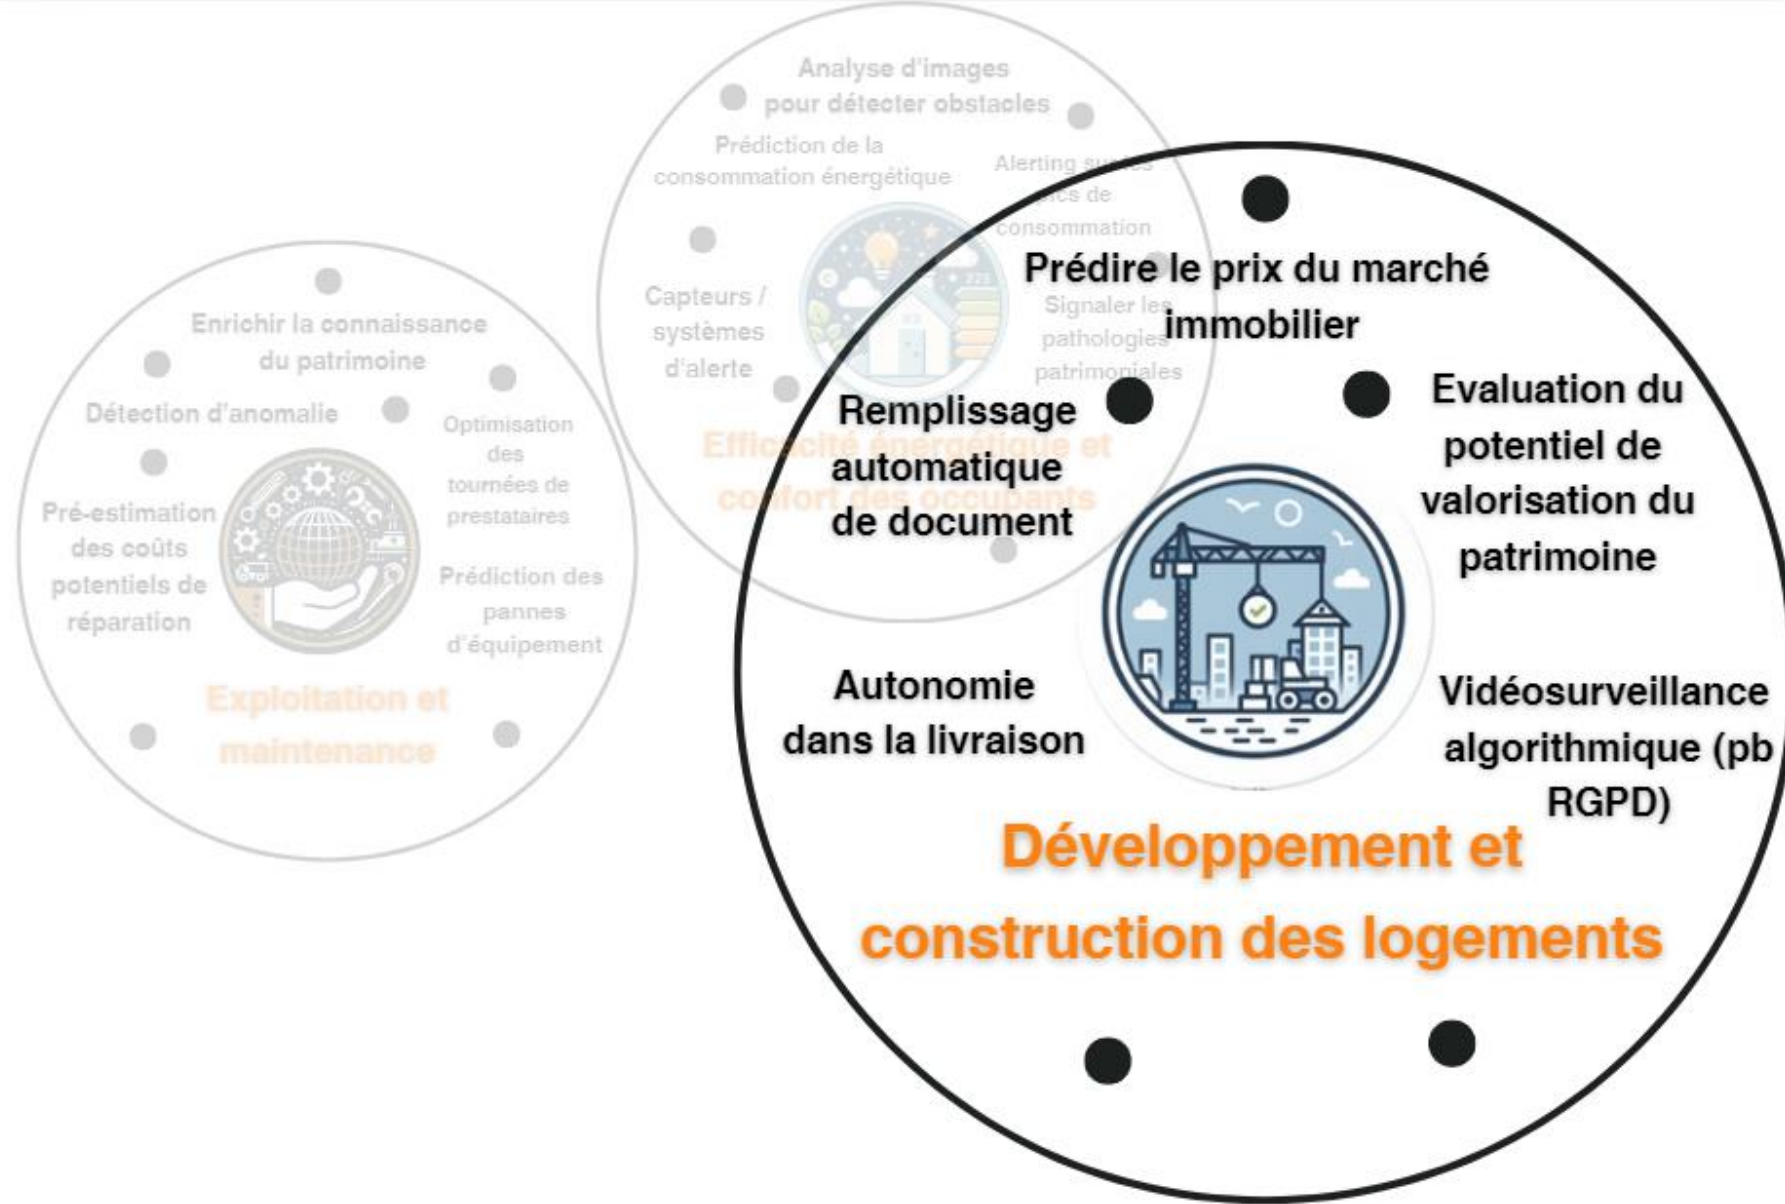 Analyse d'images
pour détecter obstacles
Prédiction de la
consommation énergétique
Alerting sur les
pics de
consommation
Capteurs /
systèmes
d'alerte
Signaler les
pathologies
patrimoniales
Efficacité énergétique et
confort des occupants
Enrichir la connaissance
du patrimoine
Détection d'anomalie
Optimisation
des
tournées de
prestataires
Pré-estimation
des coûts
potentiels de
réparation
Prédiction des
pannes
d'équipement
Exploitation et
maintenance
Prédire le prix du marché
immobilier
Remplissage
automatique
de document
Evaluation du
potentiel de
valorisation du
patrimoine
Autonomie
dans la livraison
Vidéosurveillance
algorithmique (pb
RGPD)
Développement et
construction des logements